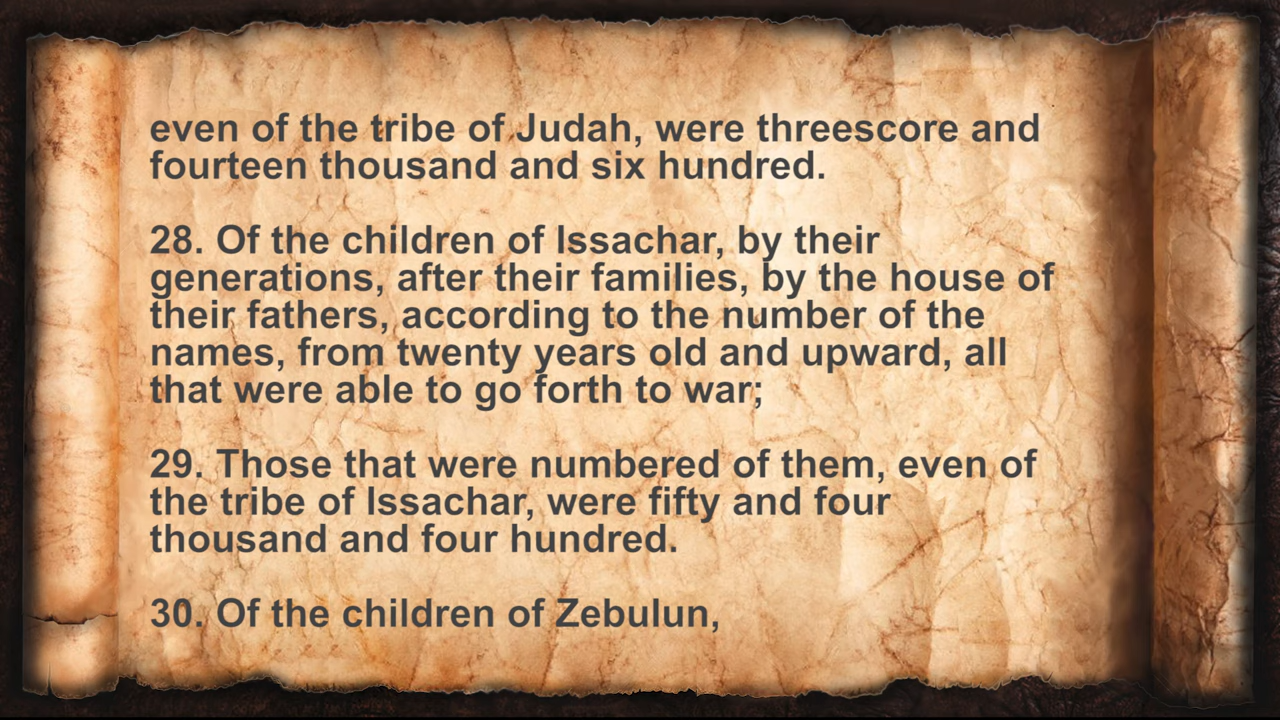 even of the tribe of Judah, were threescore and
fourteen thousand and six hundred.
28. Of the children of Issachar, by their
generations, after their families, by the house of
their fathers, according to the number of the
names, from twenty years old and upward, all
that were able to go forth to war;
29. Those that were numbered of them, even of
the tribe of Issachar, were fifty and four
thousand and four hundred.
30. Of the children of Zebulun,